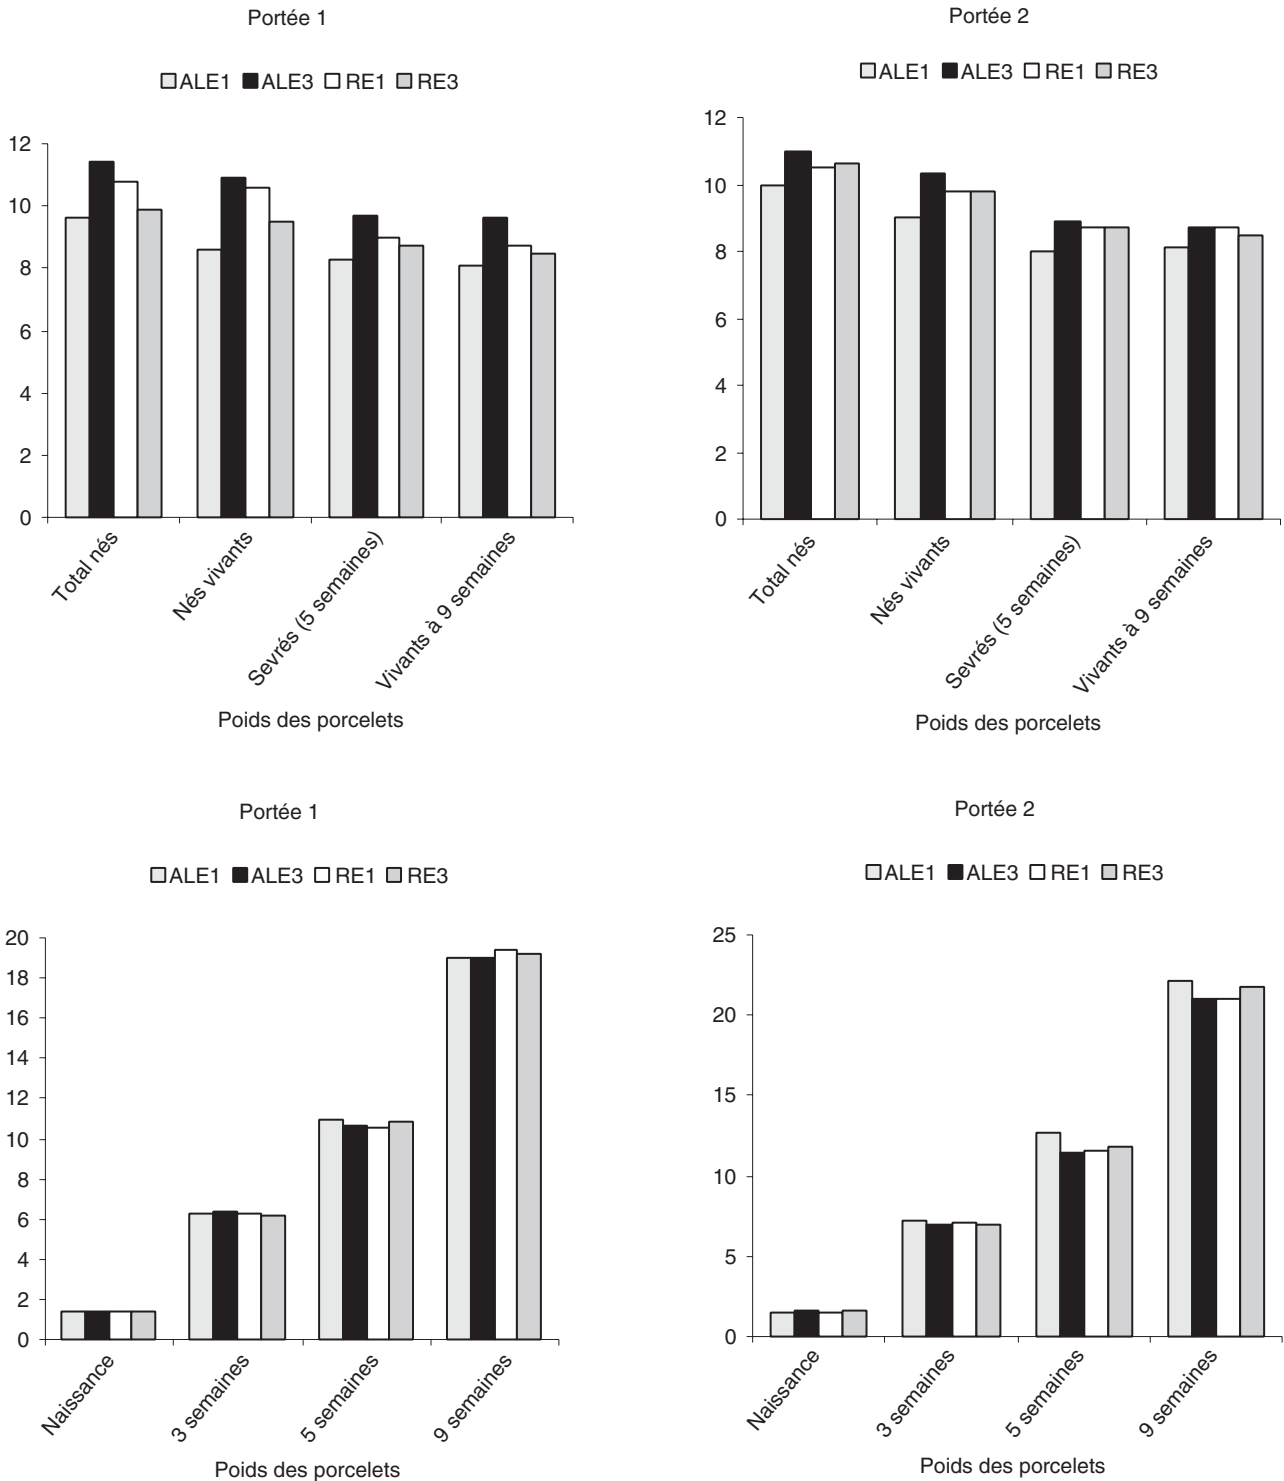 Portée 1
ALE1 ALE3 RE1 RE3
12
10
8
6
4
2
0
Total nés
Nés vivants
Sevrés (5 semaines)
Vivants à 9 semaines
Poids des porcelets
Portée 2
ALE1 ALE3 RE1 RE3
12
10
8
6
4
2
0
Total nés
Nés vivants
Sevrés (5 semaines)
Vivants à 9 semaines
Poids des porcelets
Portée 1
ALE1 ALE3 RE1 RE3
20
18
16
14
12
10
8
6
4
2
0
Naissance
3 semaines
5 semaines
9 semaines
Poids des porcelets
Portée 2
ALE1 ALE3 RE1 RE3
25
20
15
10
5
0
Naissance
3 semaines
5 semaines
9 semaines
Poids des porcelets